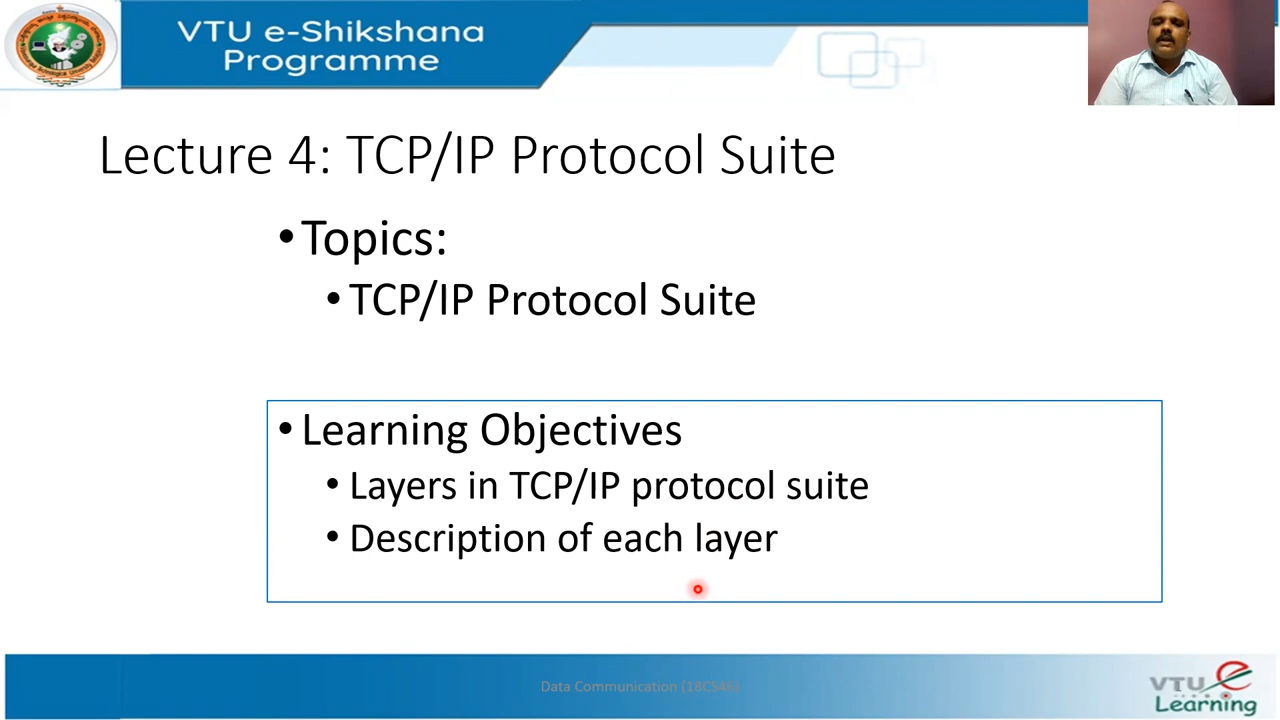 VTU e-Shikshana
Programme
Lecture 4: TCP/IP Protocol Suite
•Topics:
• TCP/IP Protocol Suite
•Learning Objectives
• Layers in TCP/IP protocol suite
• Description of each layer
Data Communication (18CS46)
VTU e
Learning